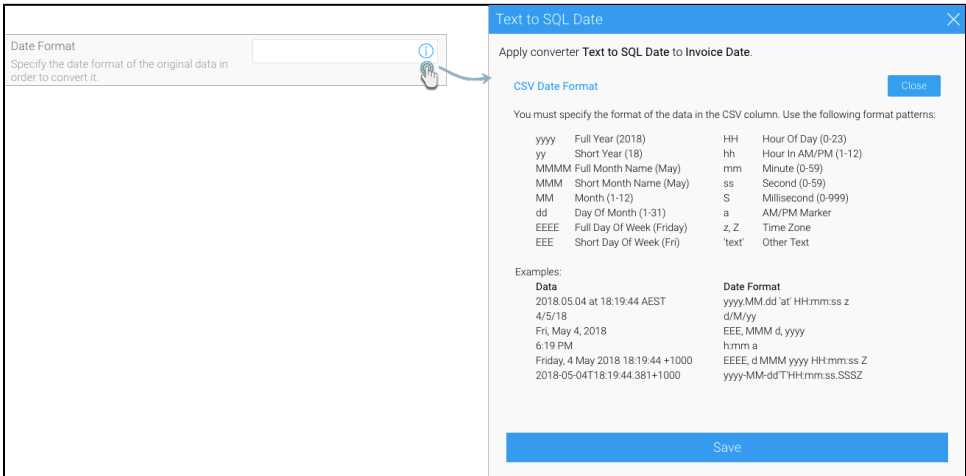 Date Format
Specify the date format of the original data in
order to convert it.
Text to SQL Date
Apply converter Text to SQL Date to Invoice Date.
CSV Date Format
Close
You must specify the format of the data in the CSV column. Use the following format patterns:
yyyy Full Year (2018) HH Hour Of Day (0-23)
yy Short Year (18) hh Hour In AM/PM (1-12)
MMMM Full Month Name (May) mm Minute (0-59)
MMM Short Month Name (May) ss Second (0-59)
MM Month (1-12) S Millisecond (0-999)
dd Day Of Month (1-31) a AM/PM Marker
EEEE Full Day Of Week (Friday) z, Z Time Zone
EEE Short Day Of Week (Fri) 'text' Other Text
Examples:
Data Date Format
2018.05.04 at 18:19:44 AEST yyyy.MM.dd 'at' HH:mm:ss z
4/5/18 d/M/yy
Fri, May 4, 2018 EEE, MMM d, yyyy
6:19 PM h:mm a
Friday, 4 May 2018 18:19:44 +1000 EEEE, d MMM yyyy HH:mm:ss Z
2018-05-04T18:19:44.381+1000 yyyy-MM-dd'T'HH:mm:ss.SSSZ
Save